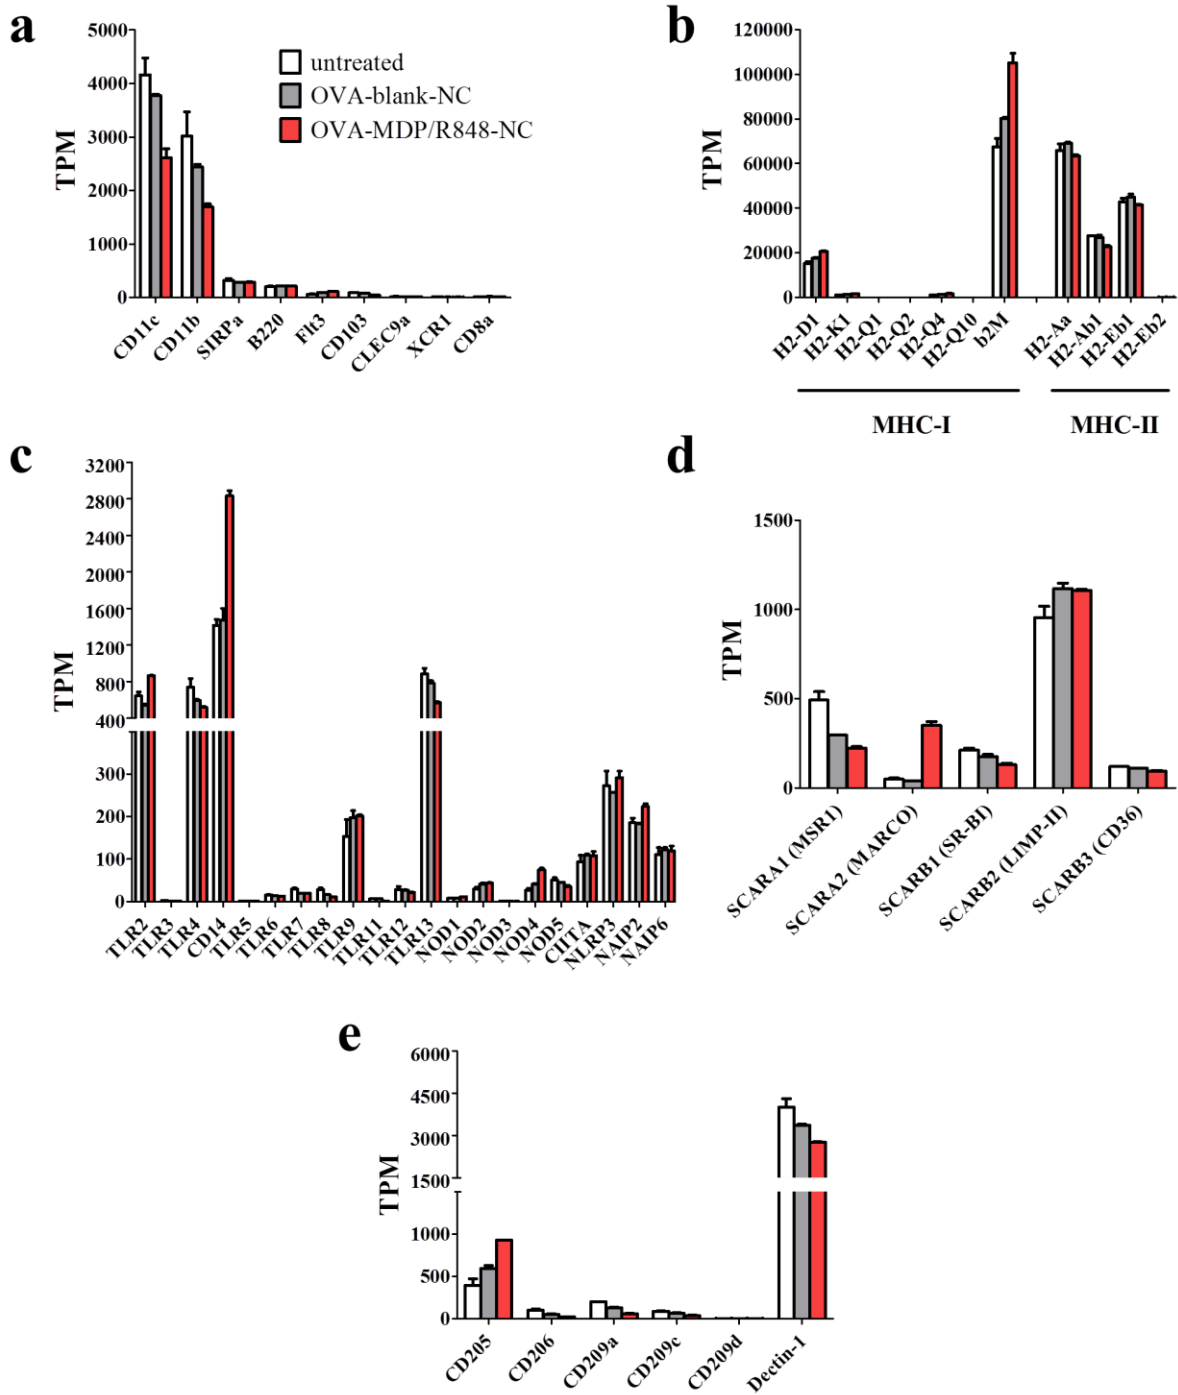 a
5000
4000
3000
2000
1000
0
TPM
untreated
OVA-blank-NC
OVA-MDP/R848-NC
CD11c
CD11b
SIRPa
B220
Flt3
CD103
CLEC9a
XCR1
CD8a
b
120000
100000
80000
60000
40000
20000
0
TPM
H2-D1
H2-K1
H2-Q1
H2-Q2
H2-Q4
H2-Q10
b2M
H2-Aa
H2-Ab1
H2-Eb1
H2-Eb2
MHC-I
MHC-II
c
3200
2800
2400
2000
1600
1200
800
400
300
200
100
0
TPM
TLR2
TLR3
TLR4
CD14
TLR5
TLR6
TLR7
TLR8
TLR9
TLR11
TLR12
TLR13
NOD1
NOD2
NOD3
NOD4
NOD5
CIITA
NLRP3
NAIP2
NAIP6
d
1500
1000
500
0
TPM
SCARA1 (MSR1)
SCARA2 (MARCO)
SCARB1 (SR-BI)
SCARB2 (LIMP-II)
SCARB3 (CD36)
e
6000
4500
3000
1500
1000
500
0
TPM
CD205
CD206
CD209a
CD209c
CD209d
Dectin-1